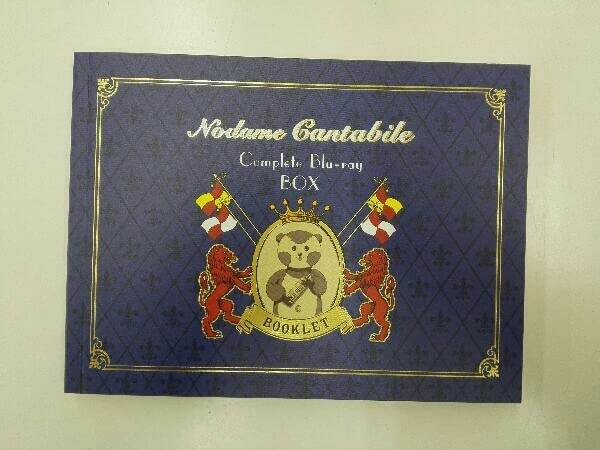 Nodame Cantabile
Complete Blu-ray
BOX
BOOKLET